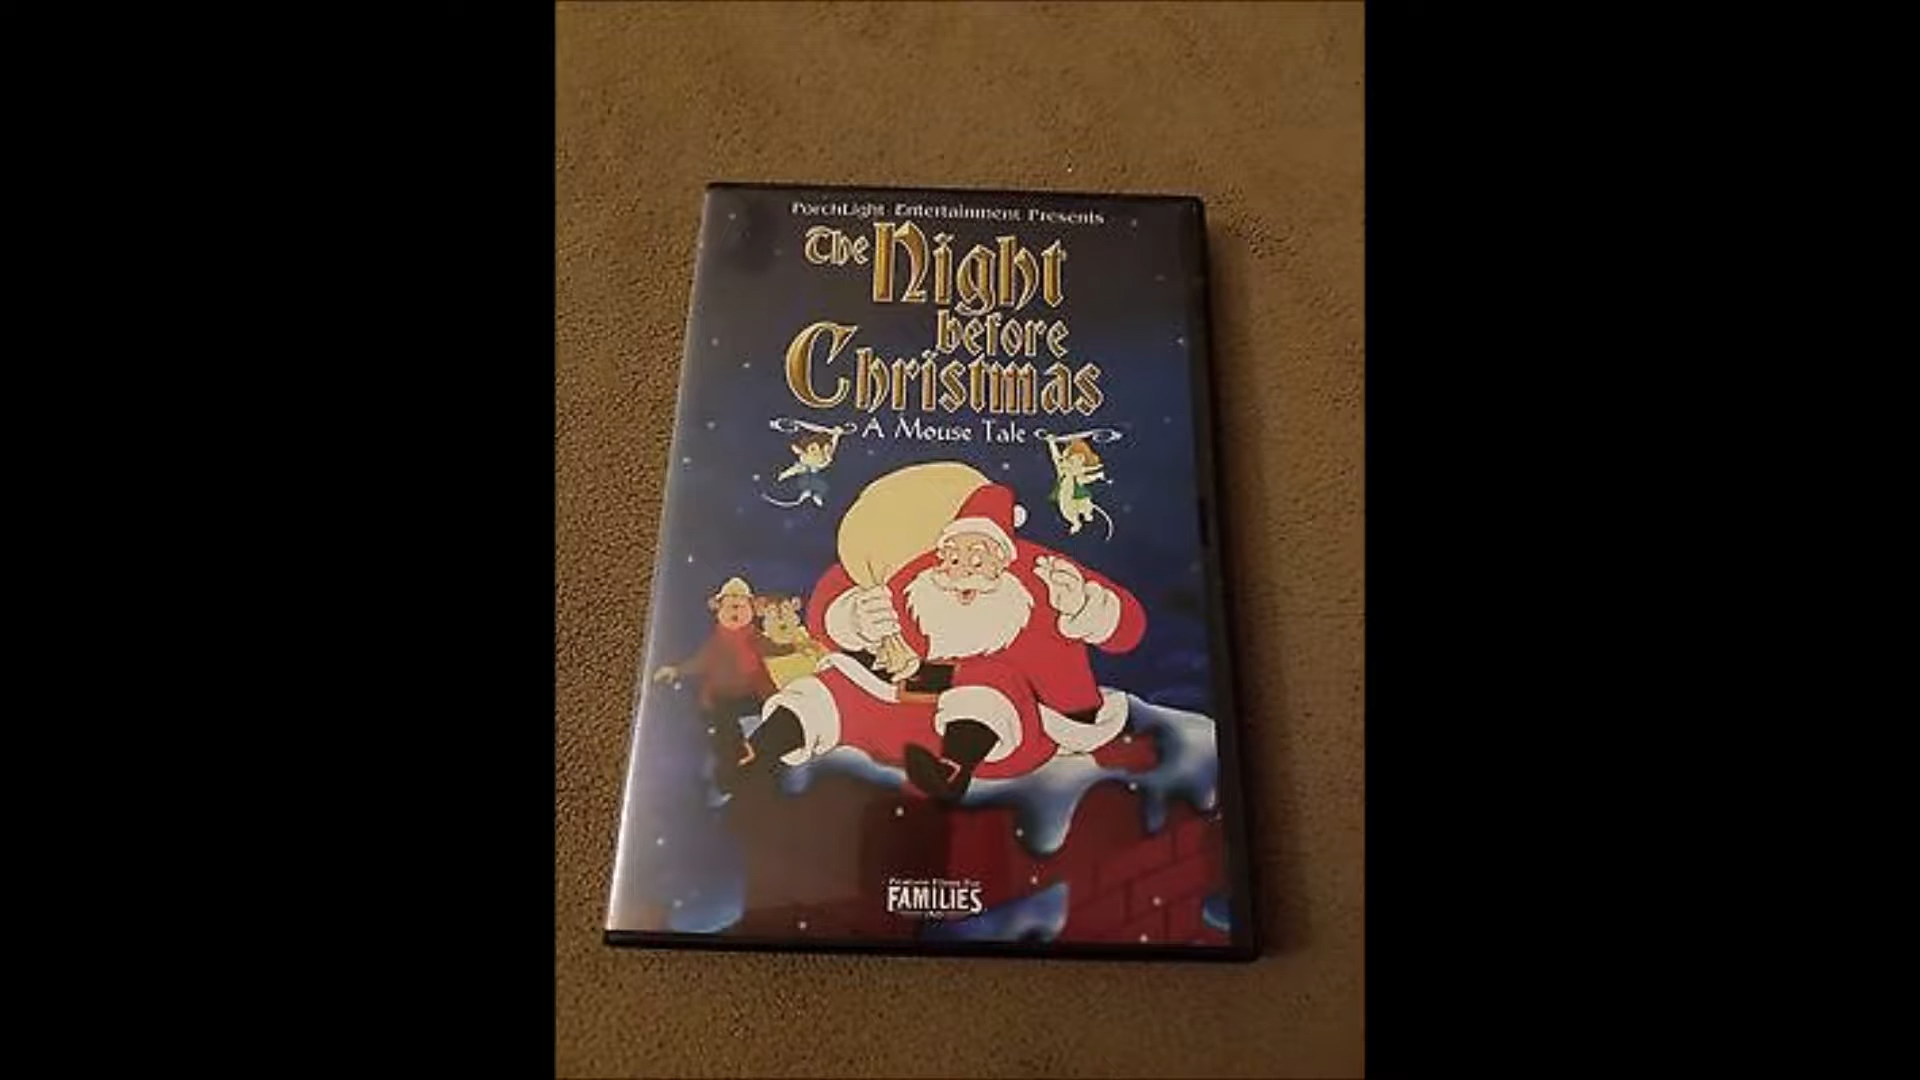 PorchLight Entertainment Presents
The Night
before
Christmas
A Mouse Tale
FAMILIES